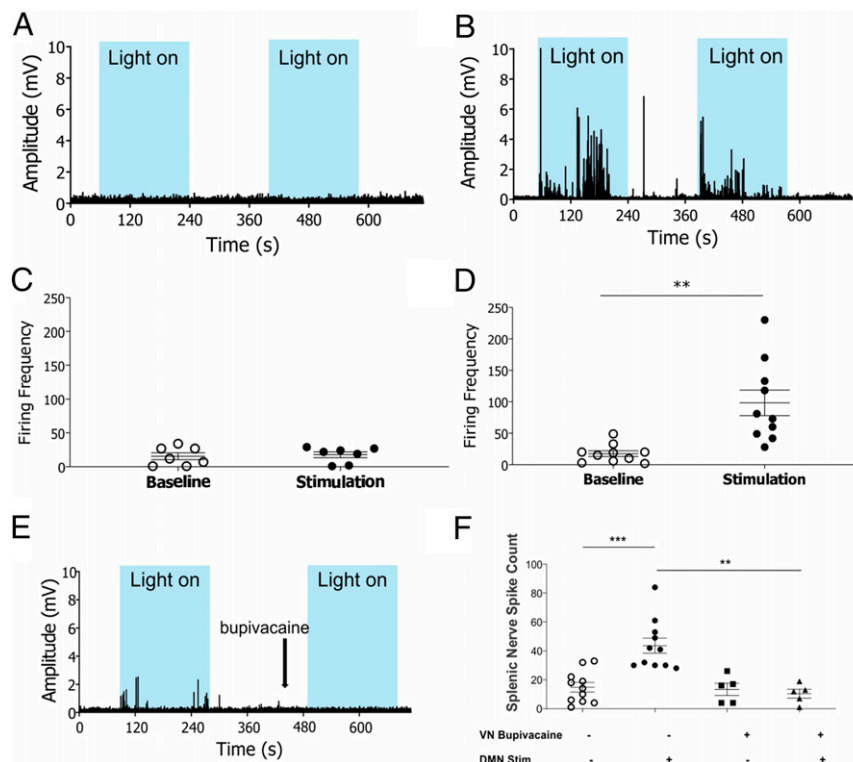 A
B
Light on
Light on
Amplitude (mV)
10
8
6
4
2
0
0 120 240 360 480 600
Time (s)
Light on
Light on
Amplitude (mV)
10
8
6
4
2
0
0 120 240 360 480 600
Time (s)
C
D
Firing Frequency
250
200
150
100
50
0
Baseline Stimulation
**
Firing Frequency
250
200
150
100
50
0
Baseline Stimulation
E
F
Light on
Light on
bupivacaine
Amplitude (mV)
10
8
6
4
2
0
0 120 240 360 480 600
Time (s)
***
**
Splenic Nerve Spike Count
100
80
60
40
20
0
VN Bupivacaine - - + +
DMN Stim. - + - +